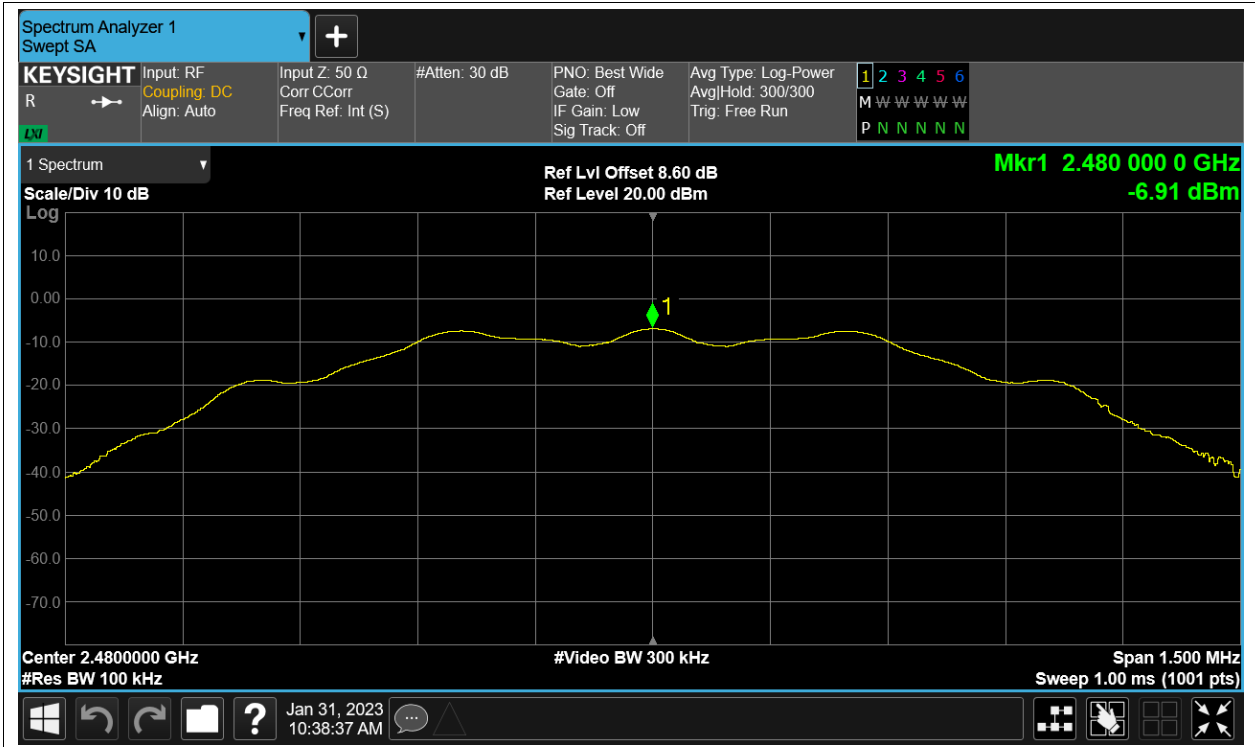 Spectrum Analyzer 1
Swept SA
+
KEYSIGHT
R
LXI
Input: RF
Coupling: DC
Align: Auto
Input Z: 50 Ω
Corr CCorr
Freq Ref: Int (S)
#Atten: 30 dB
PNO: Best Wide
Gate: Off
IF Gain: Low
Sig Track: Off
Avg Type: Log-Power
Avg|Hold: 300/300
Trig: Free Run
1 2 3 4 5 6
M W W W W W
P N N N N N
1 Spectrum
Scale/Div 10 dB
Ref Lvl Offset 8.60 dB
Ref Level 20.00 dBm
Mkr1 2.480 000 0 GHz
-6.91 dBm
Log
10.0
0.00
-10.0
-20.0
-30.0
-40.0
-50.0
-60.0
-70.0
1
Center 2.4800000 GHz
#Res BW 100 kHz
#Video BW 300 kHz
Span 1.500 MHz
Sweep 1.00 ms (1001 pts)
?
Jan 31, 2023
10:38:37 AM